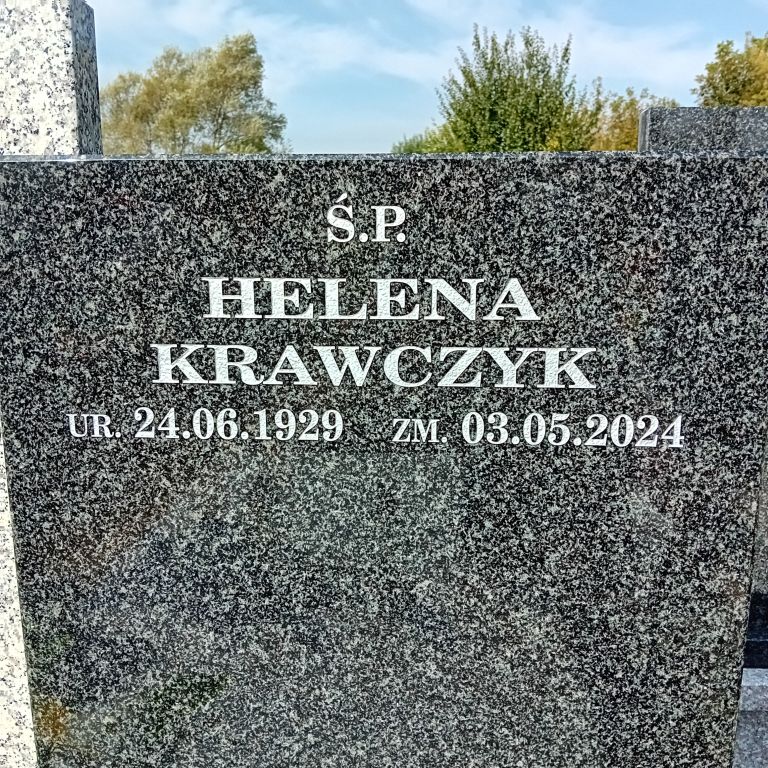 Ś.P.
HELENA
KRAWCZYK
UR. 24.06.1929 ZM. 03.05.2024